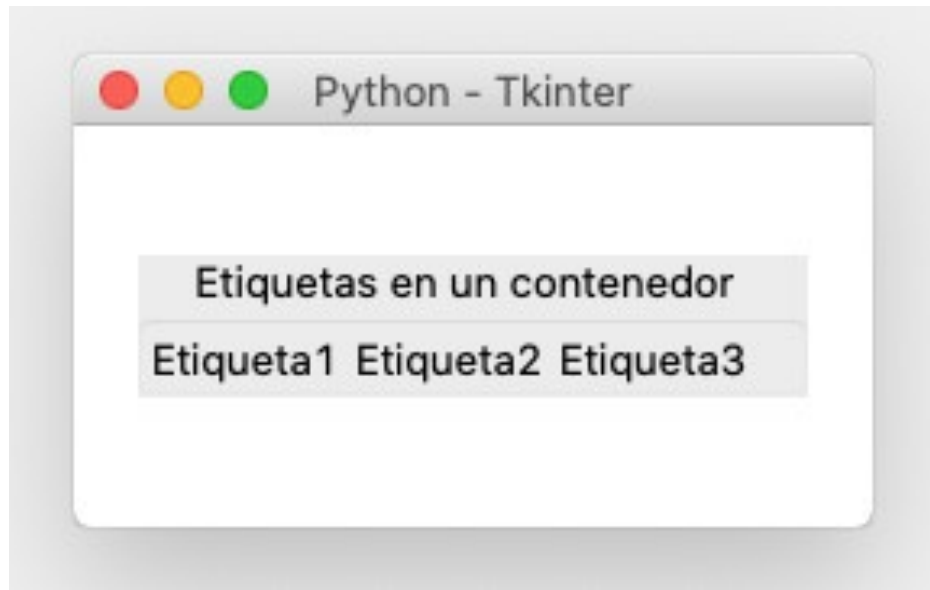 Python - Tkinter
Etiquetas en un contenedor
Etiqueta1 Etiqueta2 Etiqueta3